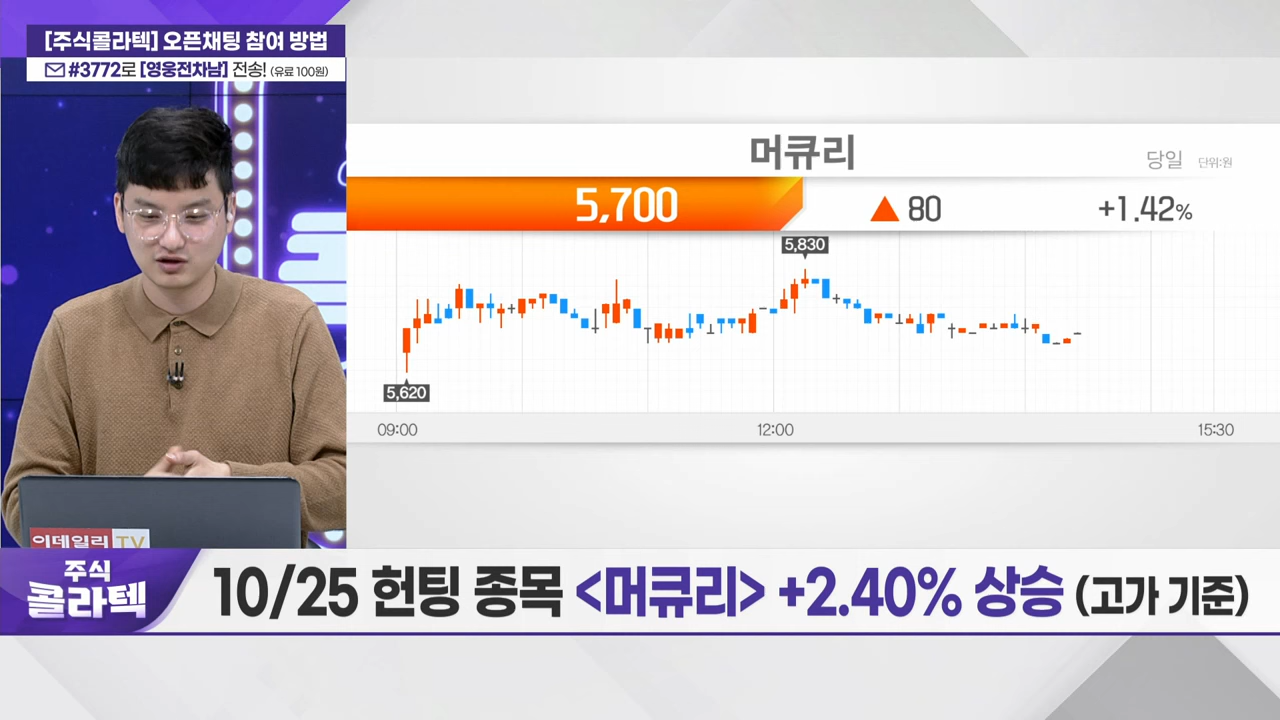 [주식콜라텍] 오픈채팅 참여 방법
#3772로 [영웅전차남] 전송! (유료 100원)
머큐리
당일 단위:원
5,700 ▲ 80 +1.42%
5,830
5,620
09:00 12:00 15:30
이데일리 TV
주식
콜라텍
10/25 헌팅 종목 <머큐리> +2.40% 상승 (고가 기준)